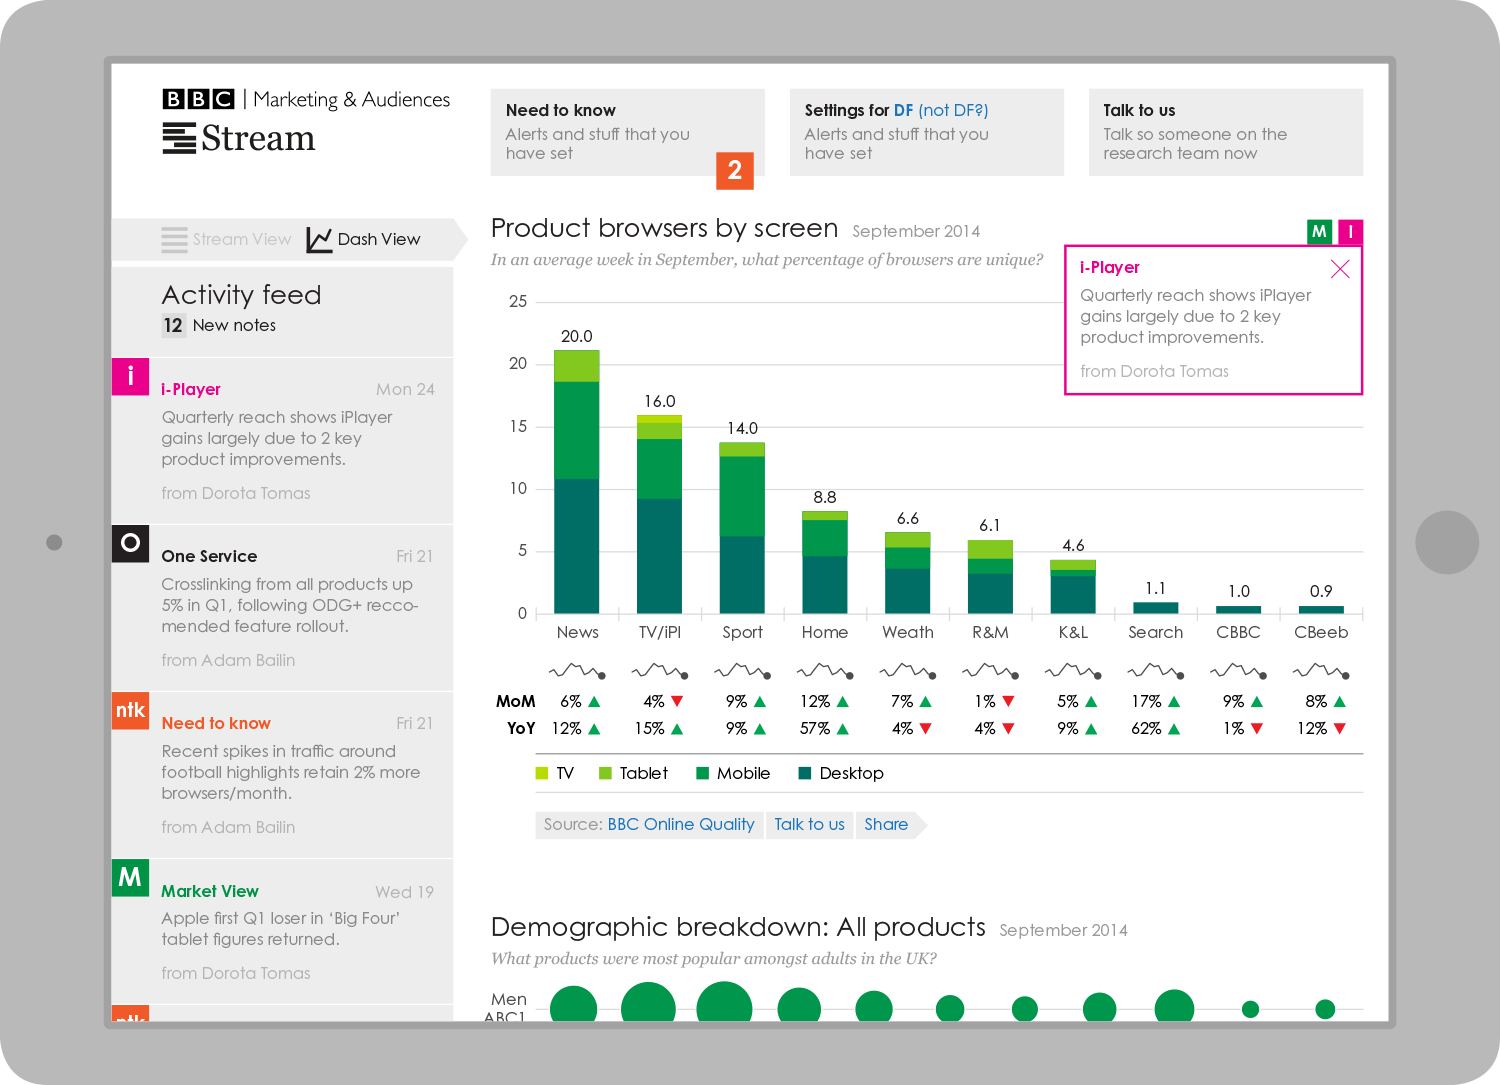 BBC | Marketing & Audiences
Stream
Need to know
Alerts and stuff that you
have set
2
Settings for DF (not DF?)
Alerts and stuff that you
have set
Talk to us
Talk so someone on the
research team now
Stream View
Dash View
Activity feed
12 New notes
i
i-Player Mon 24
Quarterly reach shows iPlayer
gains largely due to 2 key
product improvements.
from Dorota Tomas
O
One Service Fri 21
Crosslinking from all products up
5% in Q1, following ODG+ recco-
mended feature rollout.
from Adam Bailin
ntk
Need to know Fri 21
Recent spikes in traffic around
football highlights retain 2% more
browsers/month.
from Adam Bailin
M
Market View Wed 19
Apple first Q1 loser in ‘Big Four’
tablet figures returned.
from Dorota Tomas
ntk
Product browsers by screen September 2014
In an average week in September, what percentage of browsers are unique?
M I
i-Player
Quarterly reach shows iPlayer
gains largely due to 2 key
product improvements.
from Dorota Tomas
25
20
15
10
5
0
20.0 16.0 14.0 8.8 6.6 6.1 4.6 1.1 1.0 0.9
News TV/iPl Sport Home Weath R&M K&L Search CBBC CBeeb
MoM 6% 4% 9% 12% 7% 1% 5% 17% 9% 8%
YoY 12% 15% 9% 57% 4% 4% 9% 62% 1% 12%
TV Tablet Mobile Desktop
Source: BBC Online Quality Talk to us Share
Demographic breakdown: All products September 2014
What products were most popular amongst adults in the UK?
Men
ABC1